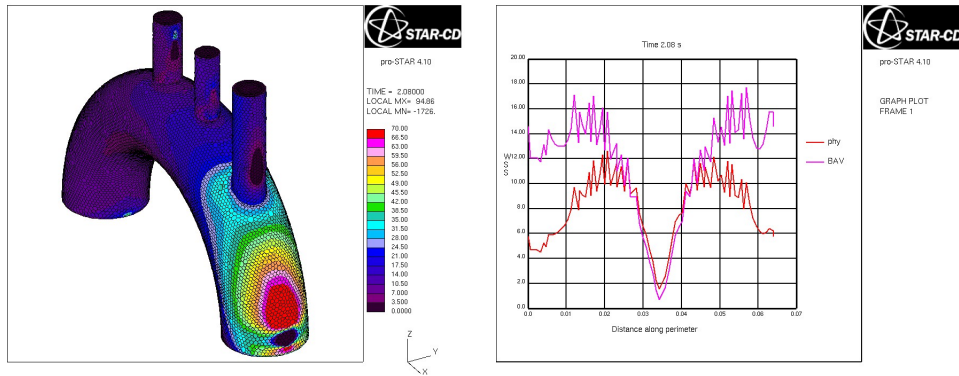 STAR-CD
pro-STAR 4.10
TIME = 2.08000
LOCAL MX= 94.86
LOCAL MN= -1726.
70.00
66.50
63.00
59.50
56.00
52.50
49.00
45.50
42.00
38.50
35.00
31.50
28.00
24.50
21.00
17.50
14.00
10.50
7.000
3.500
0.0000
Z
Y
X
Time 2.08 s
20.00
18.00
16.00
14.00
12.00
10.00
8.0
6.0
4.0
2.0
0.0
WSS
0.0
0.01
0.02
0.03
0.04
0.05
0.06
0.07
Distance along perimeter
phy
BAV
STAR-CD
pro-STAR 4.10
GRAPH PLOT
FRAME 1